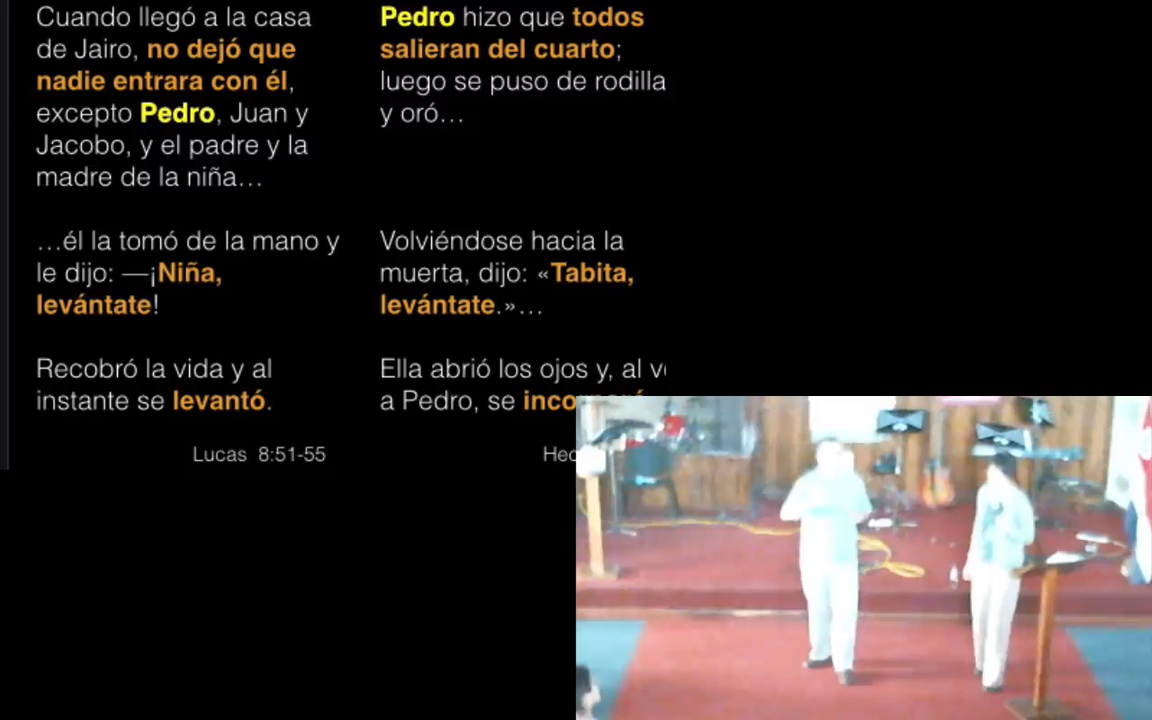 Cuando llegó a la casa
de Jairo, no dejó que
nadie entrara con él,
excepto Pedro, Juan y
Jacobo, y el padre y la
madre de la niña…
…él la tomó de la mano y
le dijo: —¡Niña,
levántate!
Recobró la vida y al
instante se levantó.
Lucas 8:51-55
Pedro hizo que todos
salieran del cuarto;
luego se puso de rodilla
y oró…
Volviéndose hacia la
muerta, dijo: «Tabita,
levántate.»…
Ella abrió los ojos y, al
a Pedro, se